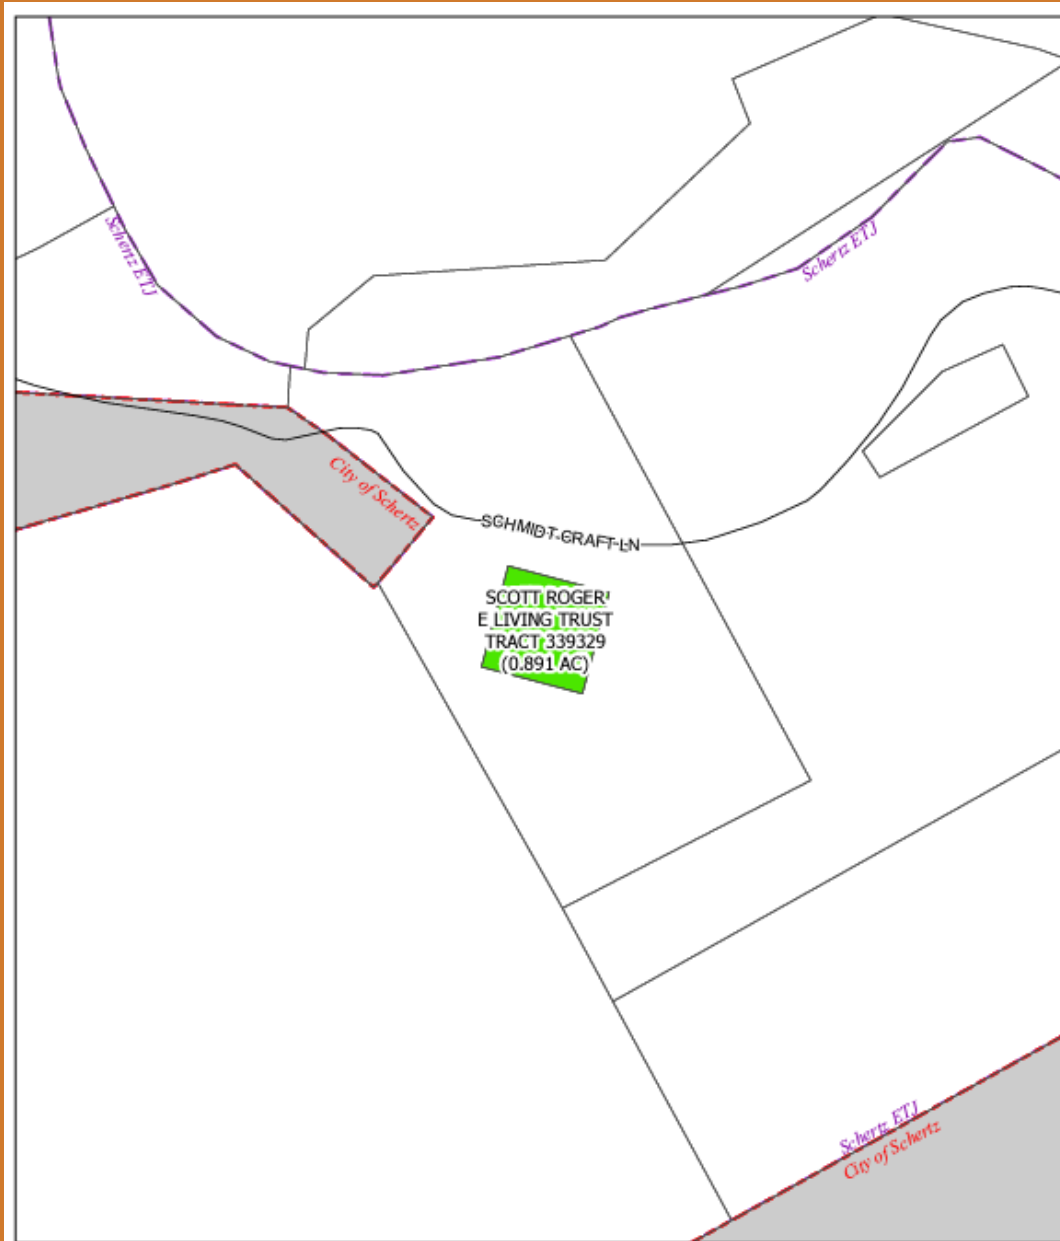 Schertz ETJ
Schertz ETJ
City of Schertz
SCHMIDT-CRAFT-LN
SCOTT ROGER
E LIVING TRUST
TRACT 339329
(0.891 AC)
Schertz ETJ
City of Schertz